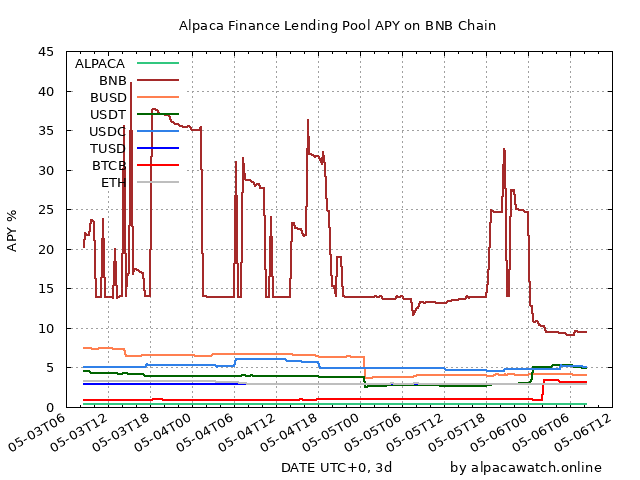 Alpaca Finance Lending Pool APY on BNB Chain
45
40
35
30
25
20
15
10
5
0
APY %
ALPACA
BNB
BUSD
USDT
USDC
TUSD
BTCB
ETH
05-03T06
05-03T12
05-03T18
05-04T00
05-04T06
05-04T12
05-04T18
05-05T00
05-05T06
05-05T12
05-05T18
05-06T00
05-06T06
05-06T12
DATE UTC+0, 3d
by alpacawatch.online